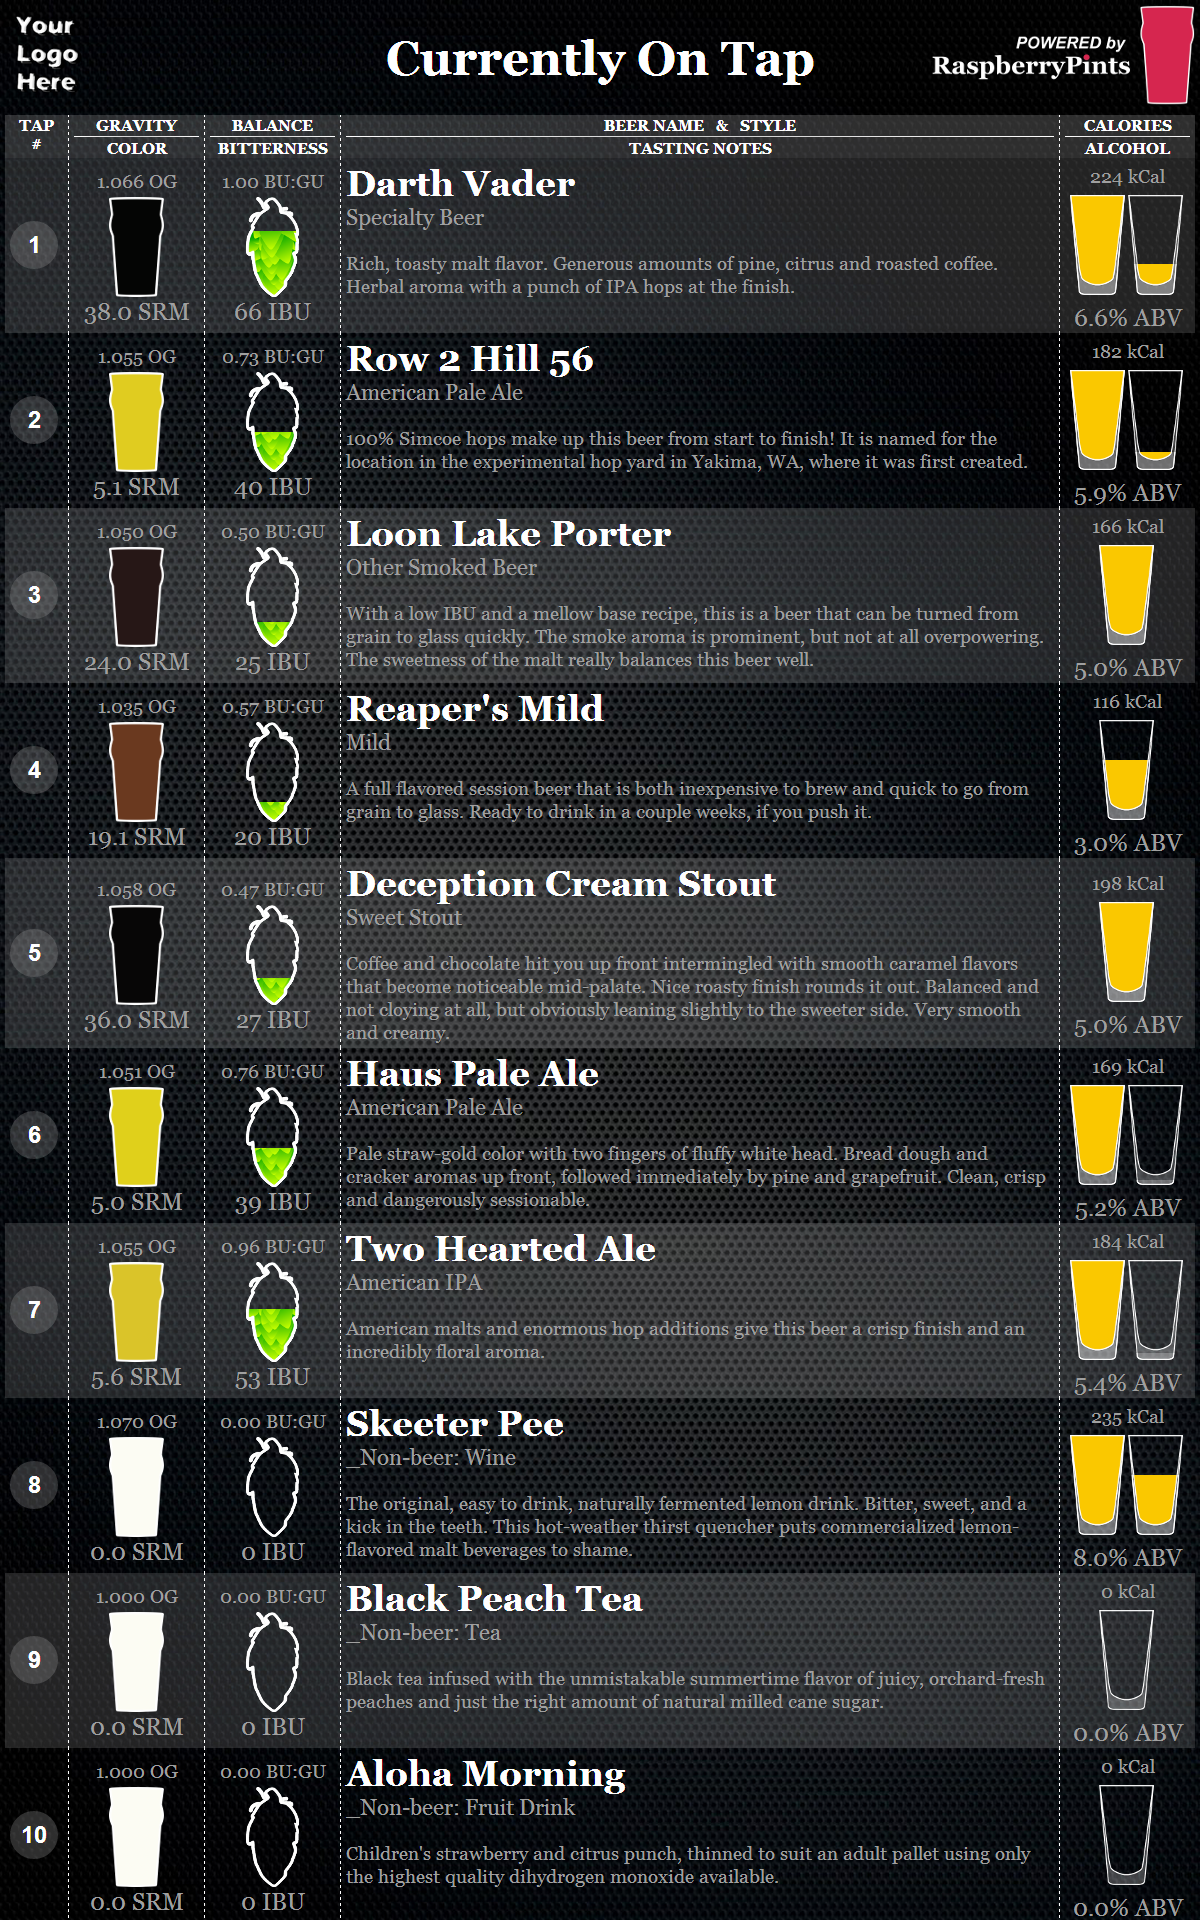 Your
Logo
Here
Currently On Tap
POWERED by
RaspberryPints
TAP
#
GRAVITY
COLOR
BALANCE
BITTERNESS
BEER NAME & STYLE
TASTING NOTES
CALORIES
ALCOHOL
1
1.066 OG
38.0 SRM
1.00 BU:GU
66 IBU
Darth Vader
Specialty Beer
Rich, toasty malt flavor. Generous amounts of pine, citrus and roasted coffee.
Herbal aroma with a punch of IPA hops at the finish.
224 kCal
6.6% ABV
2
1.055 OG
5.1 SRM
0.73 BU:GU
40 IBU
Row 2 Hill 56
American Pale Ale
100% Simcoe hops make up this beer from start to finish! It is named for the
location in the experimental hop yard in Yakima, WA, where it was first created.
182 kCal
5.9% ABV
3
1.050 OG
24.0 SRM
0.50 BU:GU
25 IBU
Loon Lake Porter
Other Smoked Beer
With a low IBU and a mellow base recipe, this is a beer that can be turned from
grain to glass quickly. The smoke aroma is prominent, but not at all overpowering.
The sweetness of the malt really balances this beer well.
166 kCal
5.0% ABV
4
1.035 OG
19.1 SRM
0.57 BU:GU
20 IBU
Reaper's Mild
Mild
A full flavored session beer that is both inexpensive to brew and quick to go from
grain to glass. Ready to drink in a couple weeks, if you push it.
116 kCal
3.0% ABV
5
1.058 OG
36.0 SRM
0.47 BU:GU
27 IBU
Deception Cream Stout
Sweet Stout
Coffee and chocolate hit you up front intermingled with smooth caramel flavors
that become noticeable mid-palate. Nice roasty finish rounds it out. Balanced and
not cloying at all, but obviously leaning slightly to the sweeter side. Very smooth
and creamy.
198 kCal
5.0% ABV
6
1.051 OG
5.0 SRM
0.76 BU:GU
39 IBU
Haus Pale Ale
American Pale Ale
Pale straw-gold color with two fingers of fluffy white head. Bread dough and
cracker aromas up front, followed immediately by pine and grapefruit. Clean, crisp
and dangerously sessionable.
169 kCal
5.2% ABV
7
1.055 OG
5.6 SRM
0.96 BU:GU
53 IBU
Two Hearted Ale
American IPA
American malts and enormous hop additions give this beer a crisp finish and an
incredibly floral aroma.
184 kCal
5.4% ABV
8
1.070 OG
0.0 SRM
0.00 BU:GU
0 IBU
Skeeter Pee
_Non-beer: Wine
The original, easy to drink, naturally fermented lemon drink. Bitter, sweet, and a
kick in the teeth. This hot-weather thirst quencher puts commercialized lemon-
flavored malt beverages to shame.
235 kCal
8.0% ABV
9
1.000 OG
0.0 SRM
0.00 BU:GU
0 IBU
Black Peach Tea
_Non-beer: Tea
Black tea infused with the unmistakable summertime flavor of juicy, orchard-fresh
peaches and just the right amount of natural milled cane sugar.
0 kCal
0.0% ABV
10
1.000 OG
0.0 SRM
0.00 BU:GU
0 IBU
Aloha Morning
_Non-beer: Fruit Drink
Children's strawberry and citrus punch, thinned to suit an adult pallet using only
the highest quality dihydrogen monoxide available.
0 kCal
0.0% ABV